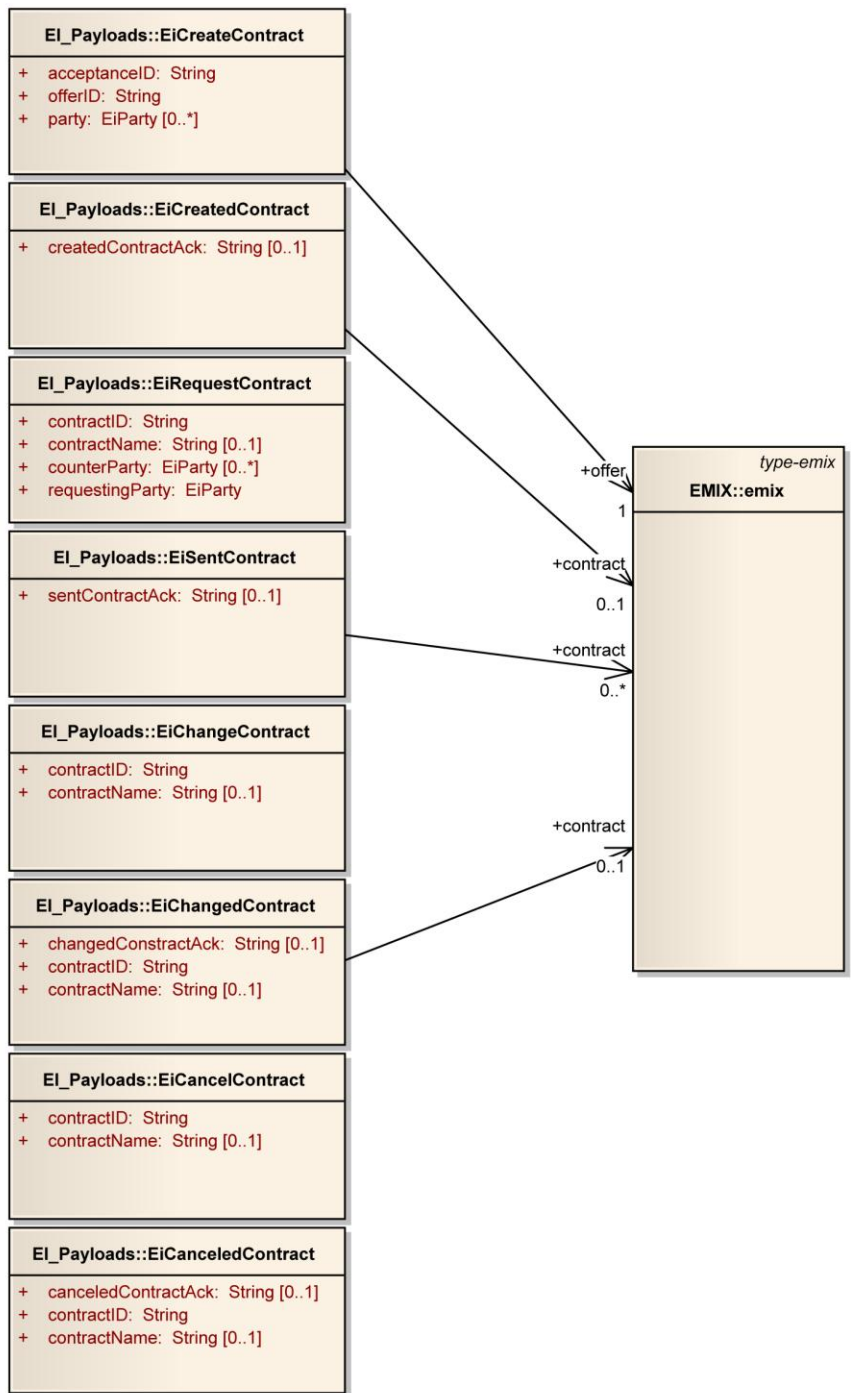 EI_Payloads::EiCreateContract
+ acceptanceID: String
+ offerID: String
+ party: EiParty [0..*]
EI_Payloads::EiCreatedContract
+ createdContractAck: String [0..1]
EI_Payloads::EiRequestContract
+ contractID: String
+ contractName: String [0..1]
+ counterParty: EiParty [0..*]
+ requestingParty: EiParty
EI_Payloads::EiSentContract
+ sentContractAck: String [0..1]
EI_Payloads::EiChangeContract
+ contractID: String
+ contractName: String [0..1]
EI_Payloads::EiChangedContract
+ changedConstractAck: String [0..1]
+ contractID: String
+ contractName: String [0..1]
EI_Payloads::EiCancelContract
+ contractID: String
+ contractName: String [0..1]
EI_Payloads::EiCanceledContract
+ canceledContractAck: String [0..1]
+ contractID: String
+ contractName: String [0..1]
+offer
1
+contract
0..1
+contract
0..*
+contract
0..1
type-emix
EMIX::emix